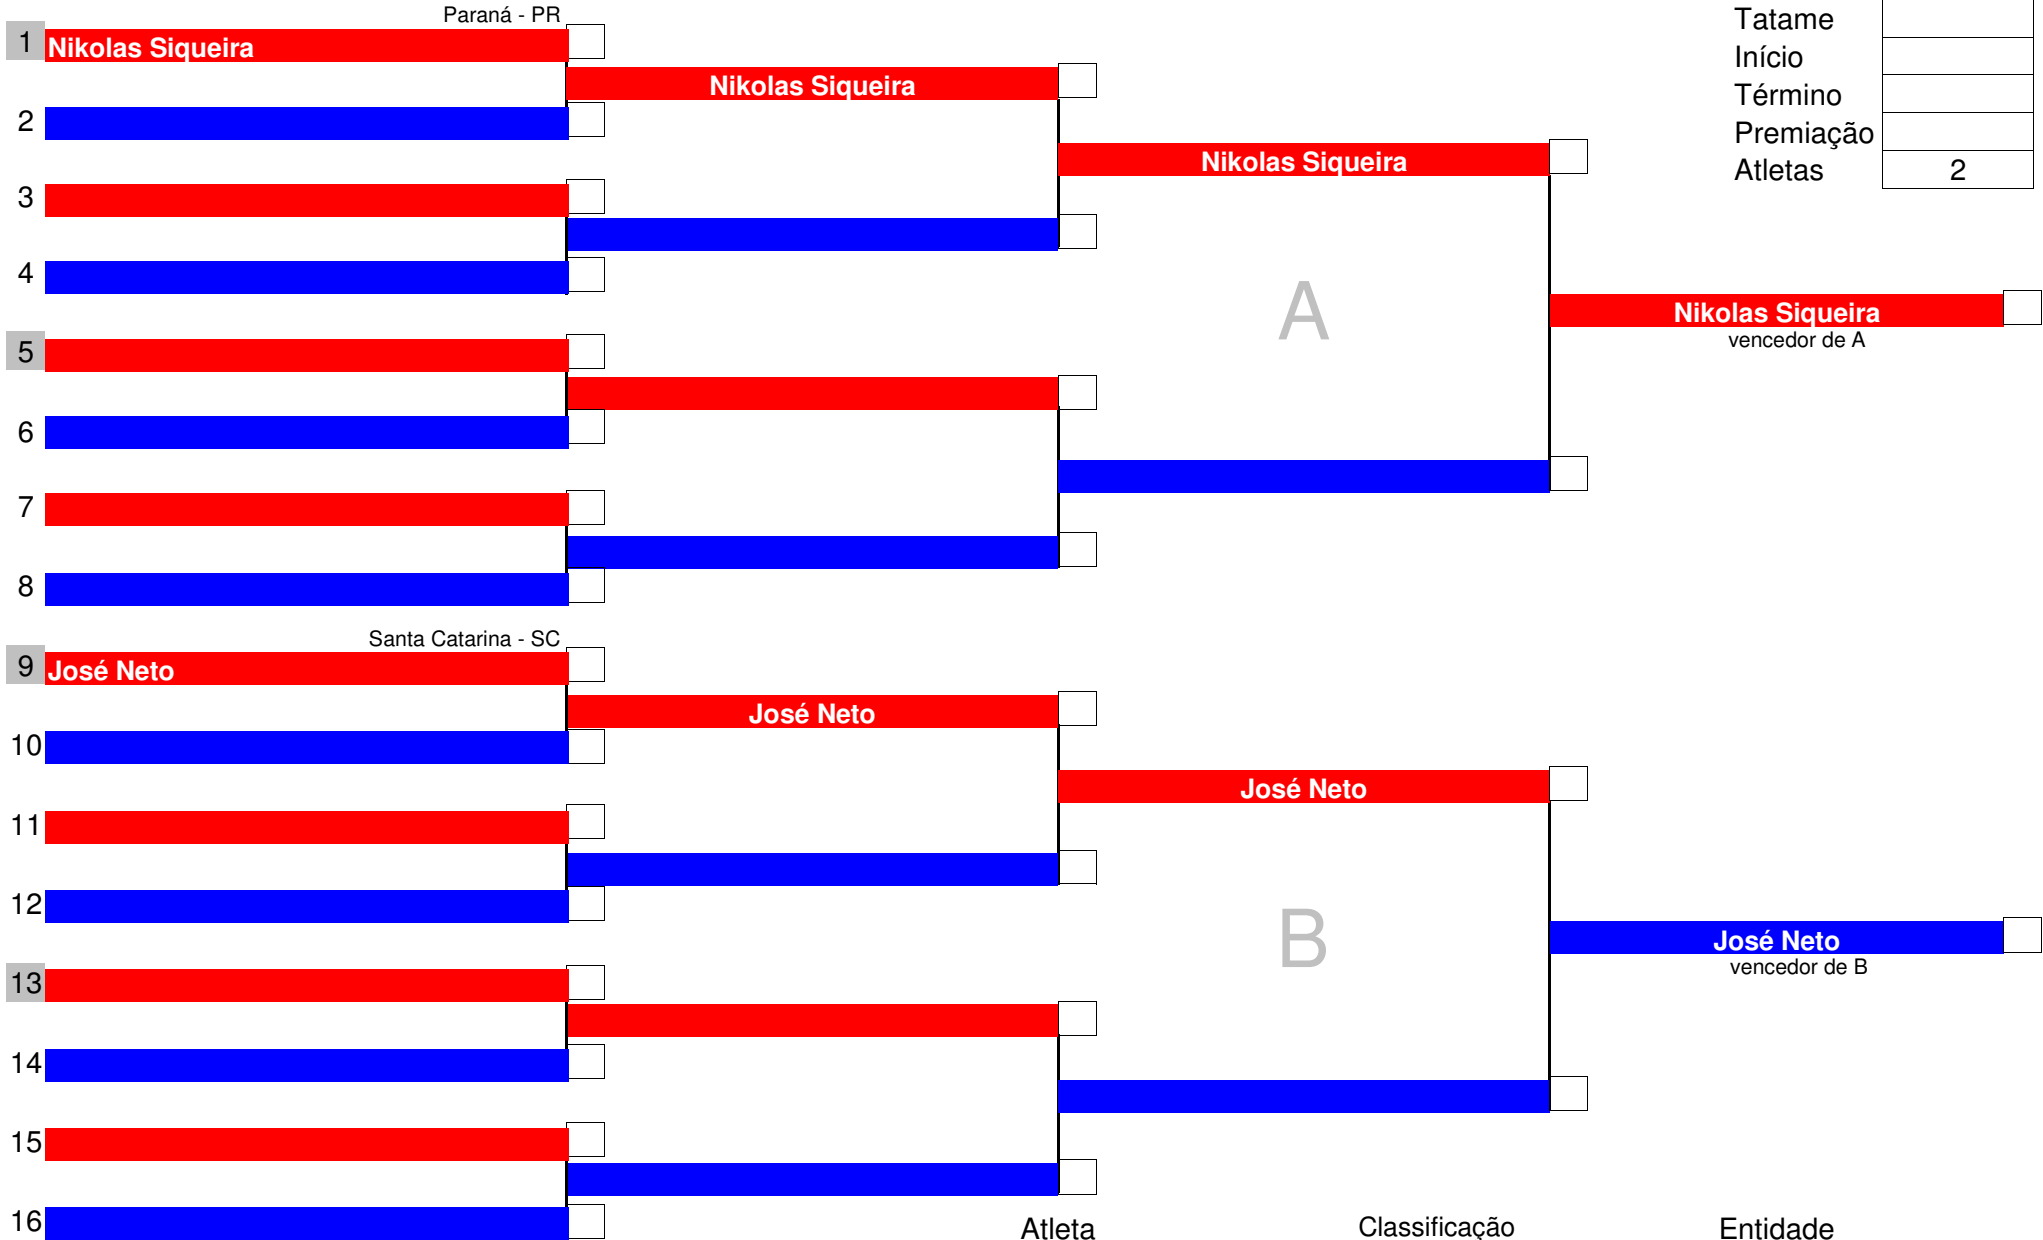 Paraná - PR
Tatame
1 Nikolas Siqueira
Início
Nikolas Siqueira
Término
2
Premiação
Nikolas Siqueira
Atletas 2
3
4
A
Nikolas Siqueira
vencedor de A
5
6
7
8
Santa Catarina - SC
9 José Neto
José Neto
10
José Neto
11
12
B
José Neto
vencedor de B
13
14
15
16
Atleta Classificação Entidade